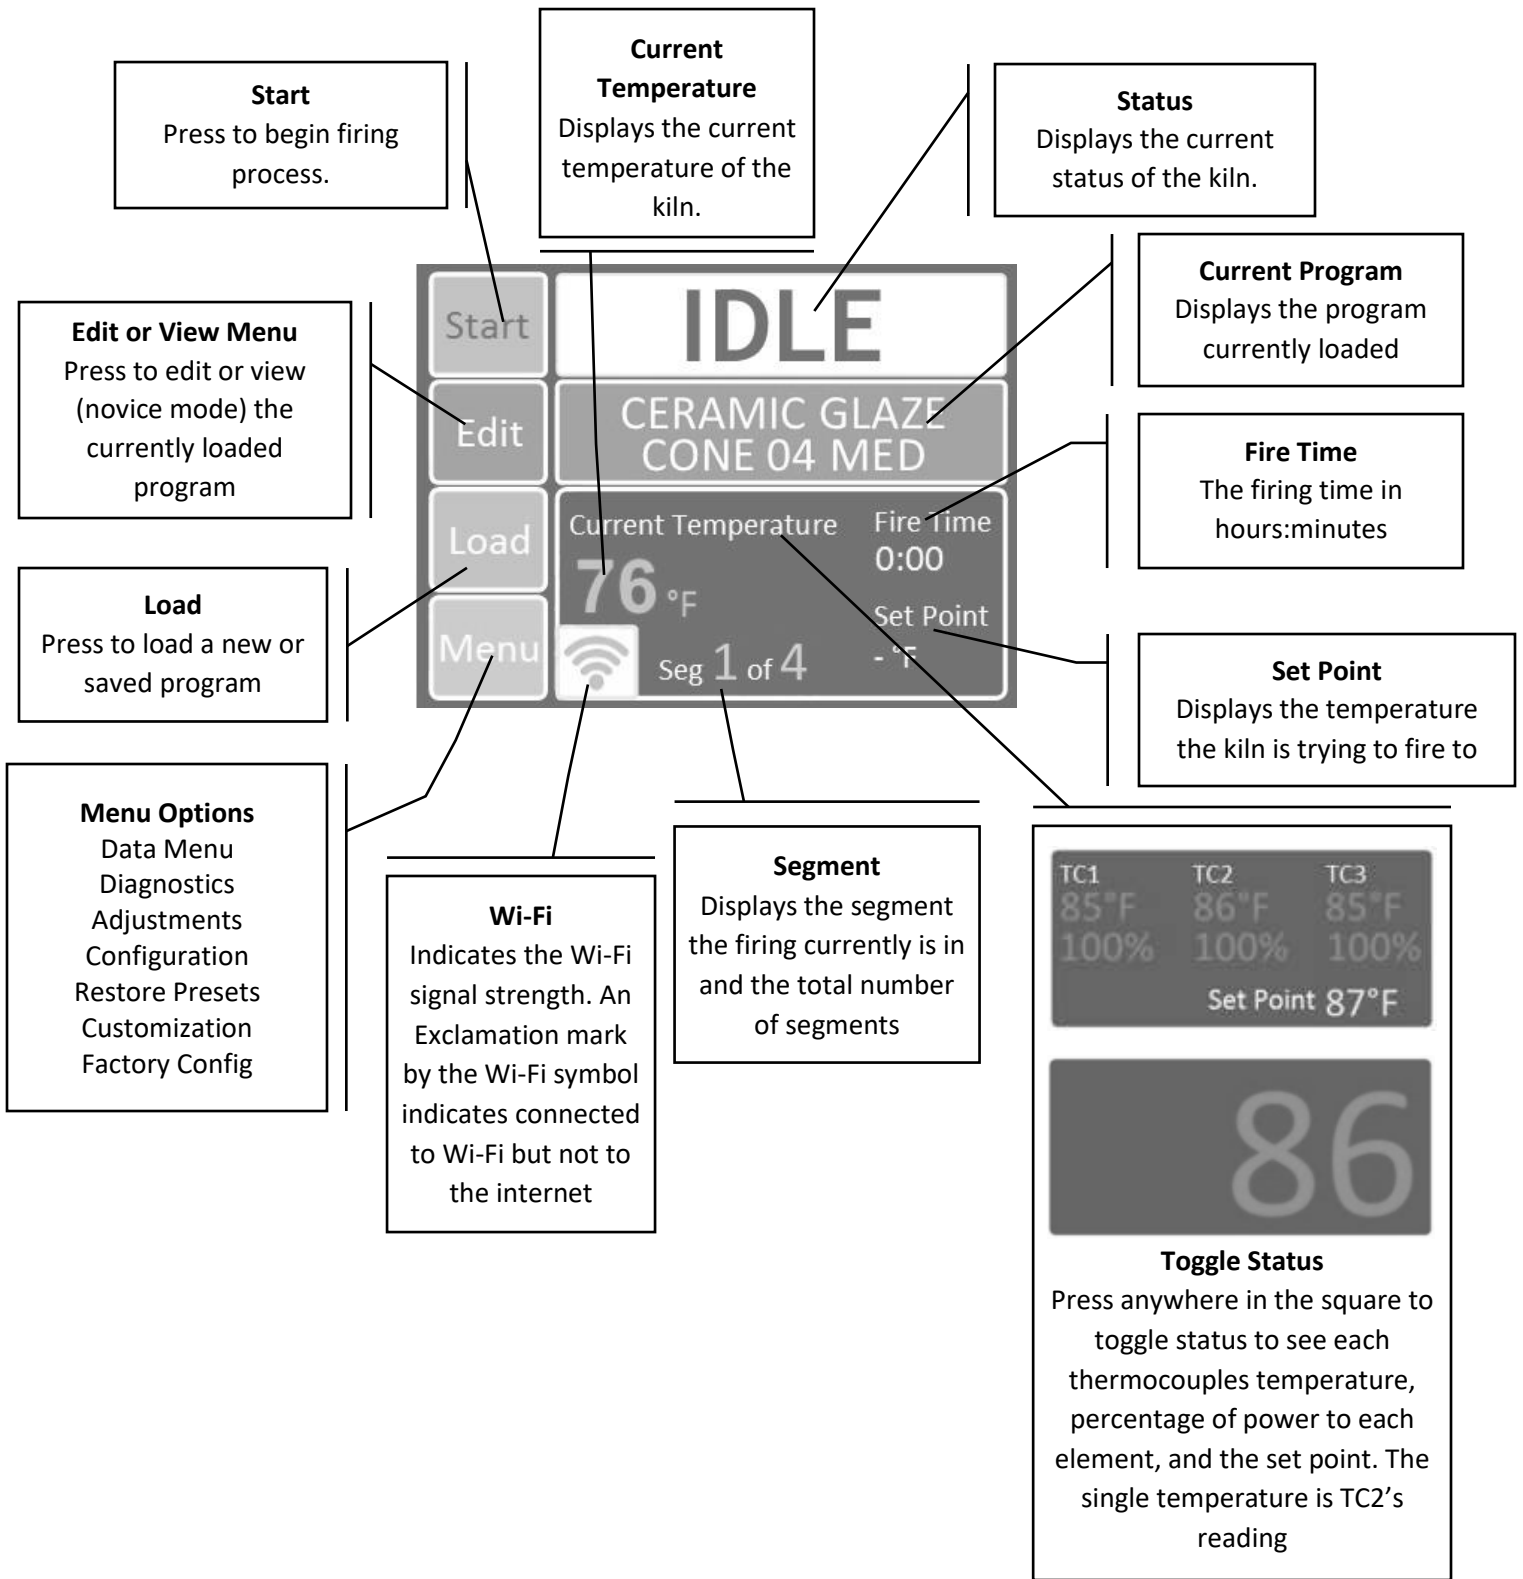 Current
Temperature
Displays the current
temperature of the
kiln.
Start
Press to begin firing
process.
Status
Displays the current
status of the kiln.
Current Program
Displays the program
currently loaded
Edit or View Menu
Press to edit or view
(novice mode) the
currently loaded
program
Start
IDLE
Edit
CERAMIC GLAZE
CONE 04 MED
Load
Current Temperature
76 °F
Fire Time
0:00
Set Point
- °F
Menu
Seg 1 of 4
Fire Time
The firing time in
hours:minutes
Load
Press to load a new or
saved program
Set Point
Displays the temperature
the kiln is trying to fire to
Menu Options
Data Menu
Diagnostics
Adjustments
Configuration
Restore Presets
Customization
Factory Config
Wi-Fi
Indicates the Wi-Fi
signal strength. An
Exclamation mark
by the Wi-Fi symbol
indicates connected
to Wi-Fi but not to
the internet
Segment
Displays the segment
the firing currently is in
and the total number
of segments
TC1 TC2 TC3
85°F 86°F 85°F
100% 100% 100%
Set Point 87°F
86
Toggle Status
Press anywhere in the square to
toggle status to see each
thermocouples temperature,
percentage of power to each
element, and the set point. The
single temperature is TC2’s
reading